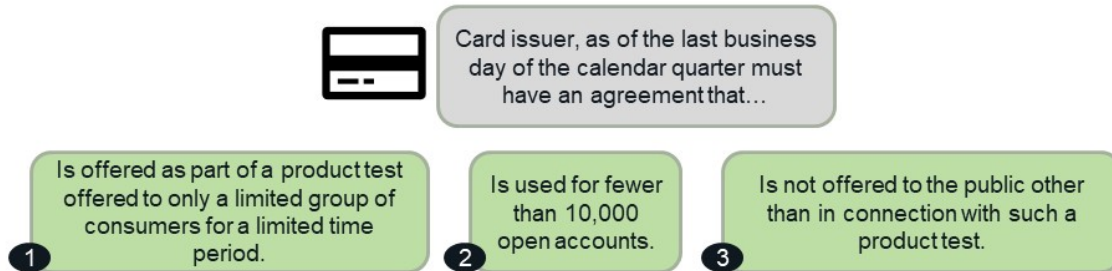 Card issuer, as of the last business
day of the calendar quarter must
have an agreement that…
Is offered as part of a product test
offered to only a limited group of
consumers for a limited time
period.
1
Is used for fewer
than 10,000
open accounts.
2
Is not offered to the public other
than in connection with such a
product test.
3